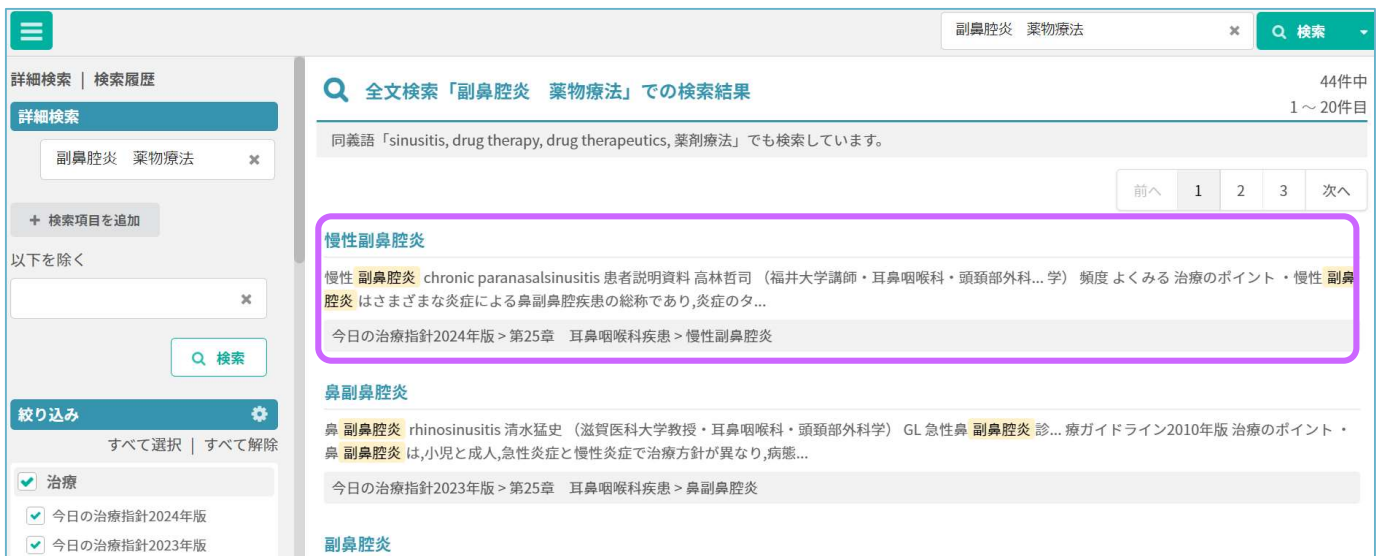 副鼻腔炎　薬物療法
検索
詳細検索 | 検索履歴
詳細検索
副鼻腔炎　薬物療法
+ 検索項目を追加
以下を除く
検索
絞り込み
すべて選択 | すべて解除
治療
今日の治療指針2024年版
今日の治療指針2023年版
全文検索「副鼻腔炎　薬物療法」での検索結果
44件中
1 ～ 20件目
同義語「sinusitis, drug therapy, drug therapeutics, 薬剤療法」でも検索しています。
前へ 1 2 3 次へ
慢性副鼻腔炎
慢性 副鼻腔炎 chronic paranasalsinusitis 患者説明資料 高林哲司 （福井大学講師・耳鼻咽喉科・頭頸部外科... 学） 頻度 よくみる 治療のポイント ・慢性 副鼻
腔炎 はさまざまな炎症による鼻副鼻腔疾患の総称であり,炎症のタ...
今日の治療指針2024年版 > 第25章　耳鼻咽喉科疾患 > 慢性副鼻腔炎
鼻副鼻腔炎
鼻 副鼻腔炎 rhinosinusitis 清水猛史 （滋賀医科大学教授・耳鼻咽喉科・頭頸部外科学） GL 急性鼻 副鼻腔炎 診... 療ガイドライン2010年版 治療のポイント ・
鼻 副鼻腔炎 は,小児と成人,急性炎症と慢性炎症で治療方針が異なり,病態...
今日の治療指針2023年版 > 第25章　耳鼻咽喉科疾患 > 鼻副鼻腔炎
副鼻腔炎